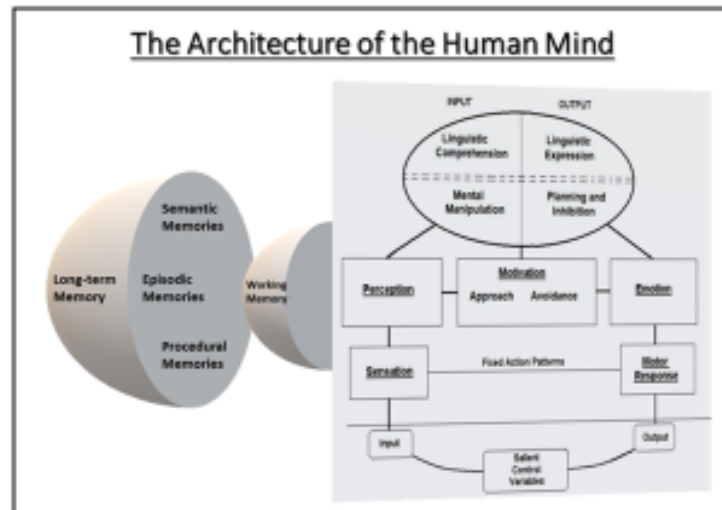 The Architecture of the Human Mind
INPUT
OUTPUT
Linguistic
Comprehension
Linguistic
Expression
Mental
Manipulation
Planning and
Inhibition
Semantic
Memories
Long-term
Memory
Episodic
Memories
Procedural
Memories
Working
Memory
Perception
Motivation
Approach Avoidance
Emotion
Sensation
Fixed Action Patterns
Motor
Response
Input
Output
Salient
Control
Variables